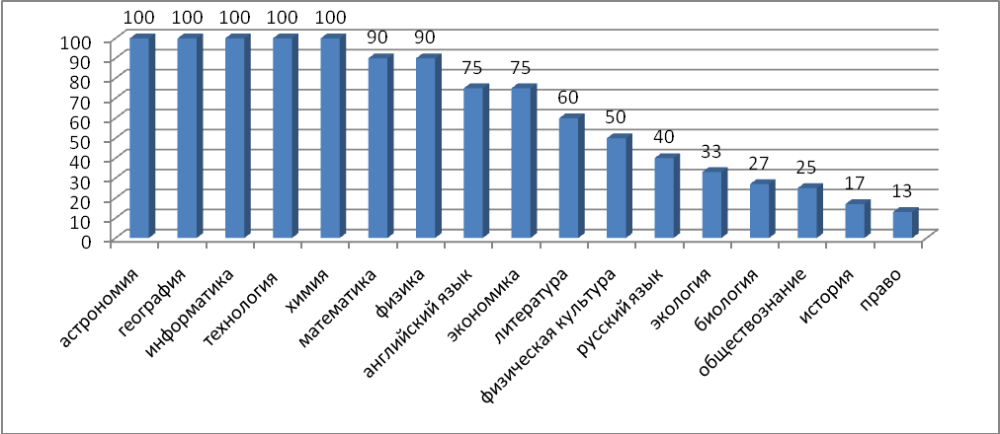 100 100 100 100 100 90 90 75 75 60 50 40 33 27 25 17 13
100
90
80
70
60
50
40
30
20
10
0
астрономия
география
информатика
технология
химия
математика
физика
английский язык
экономика
литература
физическая культура
русский язык
экология
биология
обществознание
история
право